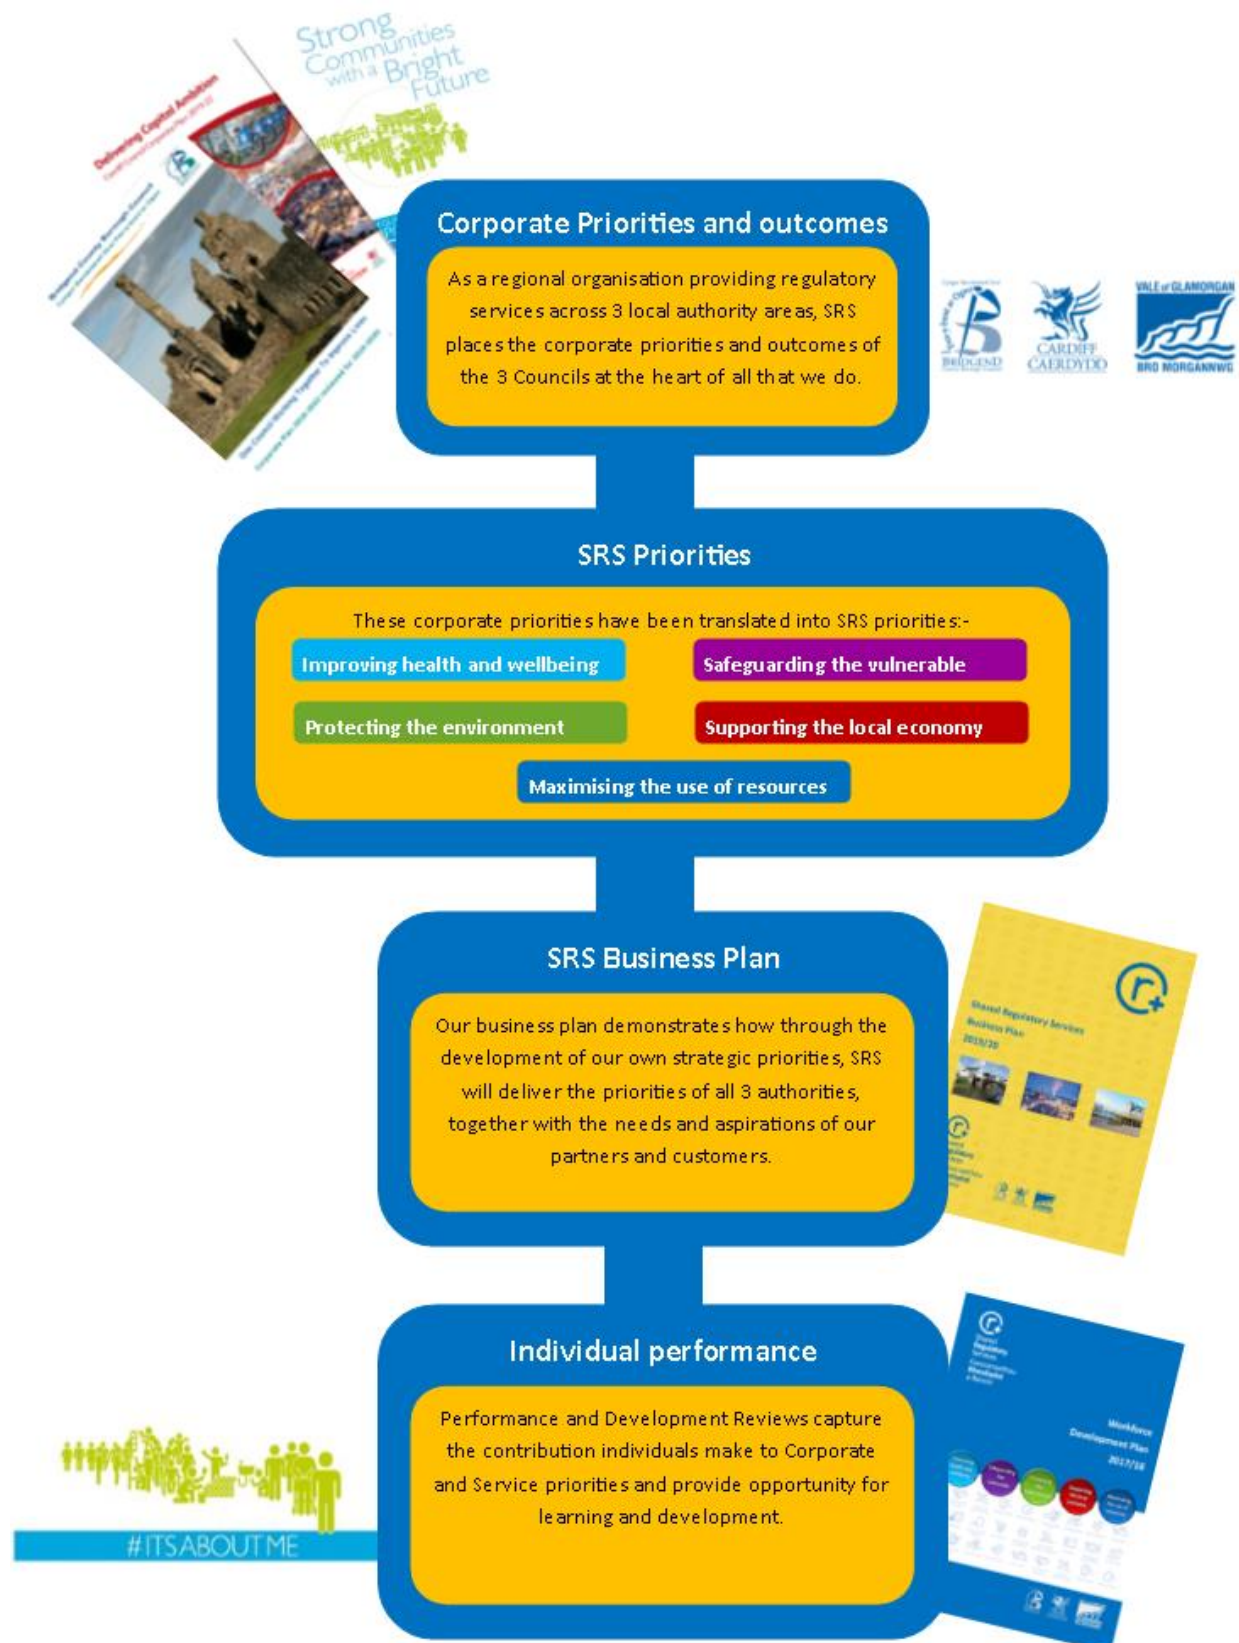 Strong
Communities
with a Bright
Future
Delivering Capital Ambition
Corporate Priorities and outcomes
As a regional organisation providing regulatory
services across 3 local authority areas, SRS
places the corporate priorities and outcomes of
the 3 Councils at the heart of all that we do.
BRIDGEND
CARDIFF
CAERDYDD
VALE of GLAMORGAN
BRO MORGANNWG
SRS Priorities
These corporate priorities have been translated into SRS priorities:-
Improving health and wellbeing
Safeguarding the vulnerable
Protecting the environment
Supporting the local economy
Maximising the use of resources
SRS Business Plan
Our business plan demonstrates how through the
development of our own strategic priorities, SRS
will deliver the priorities of all 3 authorities,
together with the needs and aspirations of our
partners and customers.
Shared Regulatory Services
Business Plan
2019/20
Individual performance
Performance and Development Reviews capture
the contribution individuals make to Corporate
and Service priorities and provide opportunity for
learning and development.
Workforce
Development Plan
2017/18
#ITSABOUTME